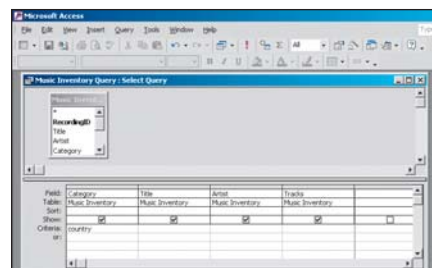 Microsoft Access
File Edit View Insert Query Tools Window Help
All
Music Inventory Query : Select Query
*
RecordingID
Title
Artist
Category
Field: Category Title Artist Tracks
Table: Music Inventory Music Inventory Music Inventory Music Inventory
Sort:
Show:
Criteria: country
or: